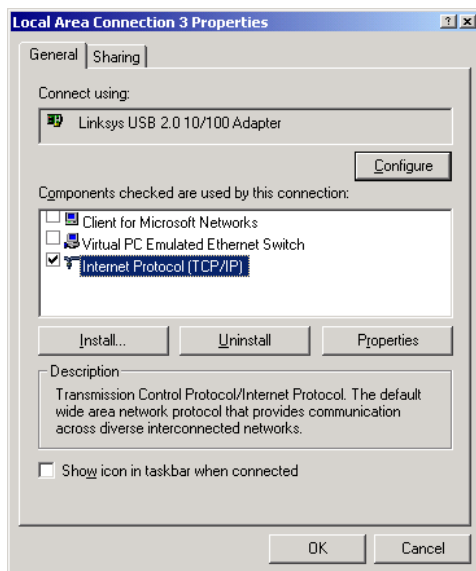 Local Area Connection 3 Properties
General
Sharing
Connect using:
Linksys USB 2.0 10/100 Adapter
Configure
Components checked are used by this connection:
Client for Microsoft Networks
Virtual PC Emulated Ethernet Switch
Internet Protocol (TCP/IP)
Install...
Uninstall
Properties
Description
Transmission Control Protocol/Internet Protocol. The default
wide area network protocol that provides communication
across diverse interconnected networks.
Show icon in taskbar when connected
OK
Cancel